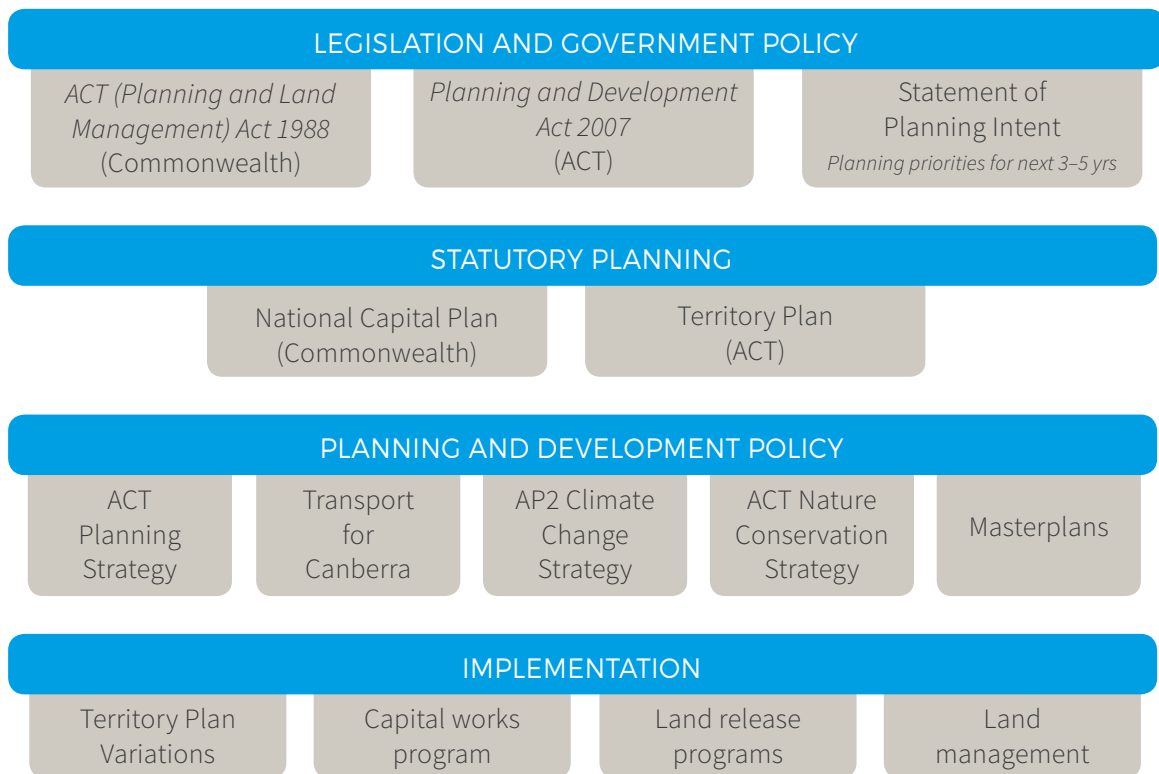 LEGISLATION AND GOVERNMENT POLICY
ACT (Planning and Land
Management) Act 1988
(Commonwealth)
Planning and Development
Act 2007
(ACT)
Statement of
Planning Intent
Planning priorities for next 3–5 yrs
STATUTORY PLANNING
National Capital Plan
(Commonwealth)
Territory Plan
(ACT)
PLANNING AND DEVELOPMENT POLICY
ACT
Planning
Strategy
Transport
for
Canberra
AP2 Climate
Change
Strategy
ACT Nature
Conservation
Strategy
Masterplans
IMPLEMENTATION
Territory Plan
Variations
Capital works
program
Land release
programs
Land
management